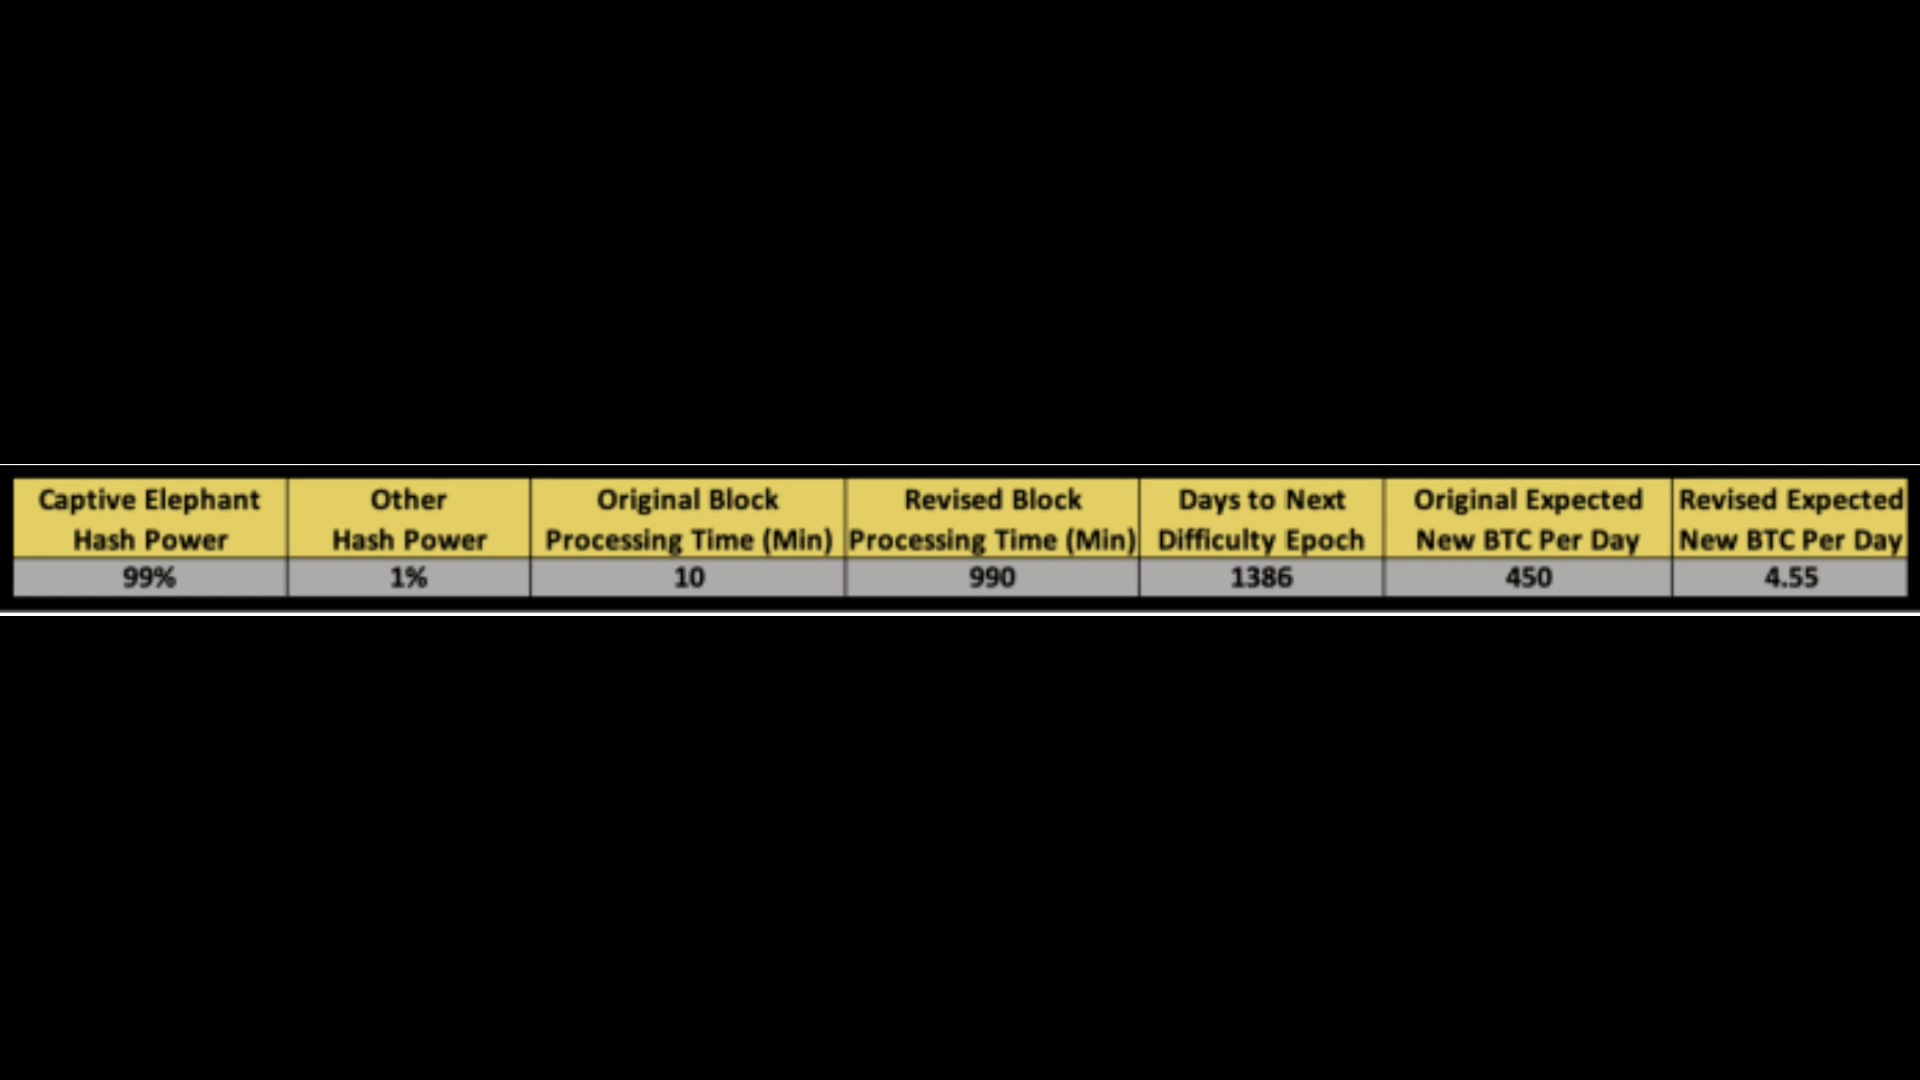 Captive Elephant Hash Power
Other Hash Power
Original Block Processing Time (Min)
Revised Block Processing Time (Min)
Days to Next Difficulty Epoch
Original Expected New BTC Per Day
Revised Expected New BTC Per Day
99%
1%
10
990
1386
450
4.55